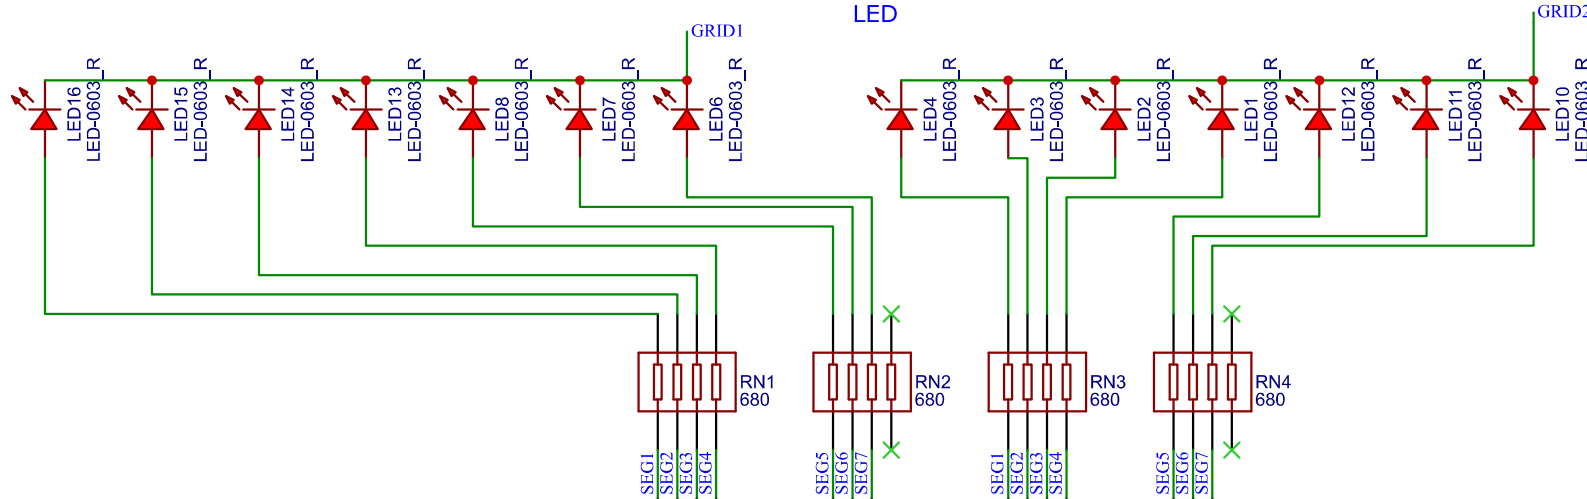 LED
GRID1
GRID2
LED16
LED-0603_R
LED15
LED-0603_R
LED14
LED-0603_R
LED13
LED-0603_R
LED8
LED-0603_R
LED7
LED-0603_R
LED6
LED-0603_R
LED4
LED-0603_R
LED3
LED-0603_R
LED2
LED-0603_R
LED1
LED-0603_R
LED12
LED-0603_R
LED11
LED-0603_R
LED10
LED-0603_R
RN1
680
RN2
680
RN3
680
RN4
680
SEG1
SEG2
SEG3
SEG4
SEG5
SEG6
SEG7
SEG1
SEG2
SEG3
SEG4
SEG5
SEG6
SEG7